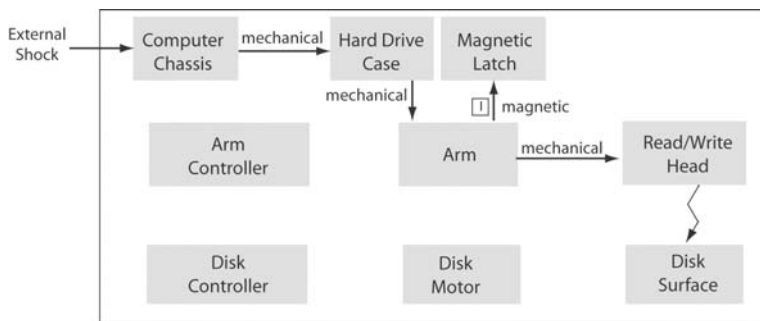 External
Shock
Computer
Chassis
mechanical
Hard Drive
Case
Magnetic
Latch
mechanical
I magnetic
Arm
Controller
Arm
mechanical
Read/Write
Head
Disk
Controller
Disk
Motor
Disk
Surface